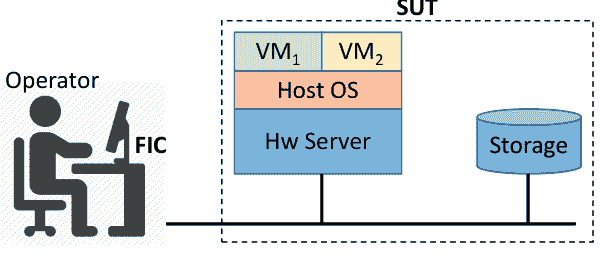 SUT
VM₁ VM₂
Operator
Host OS
FIC
Hw Server
Storage